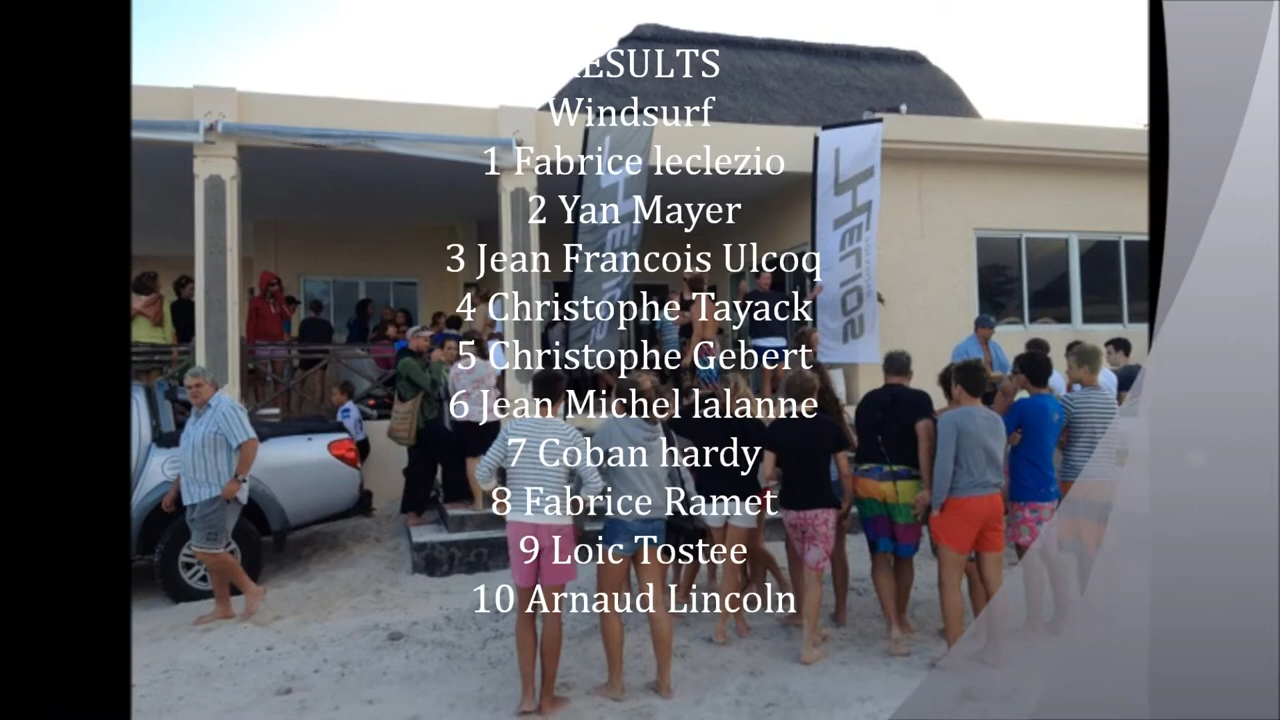 RESULTS
Windsurf
1 Fabrice leclezio
2 Yan Mayer
3 Jean Francois Ulcoq
4 Christophe Tayack
5 Christophe Gebert
6 Jean Michel lalanne
7 Coban hardy
8 Fabrice Ramet
9 Loic Tostee
10 Arnaud Lincoln